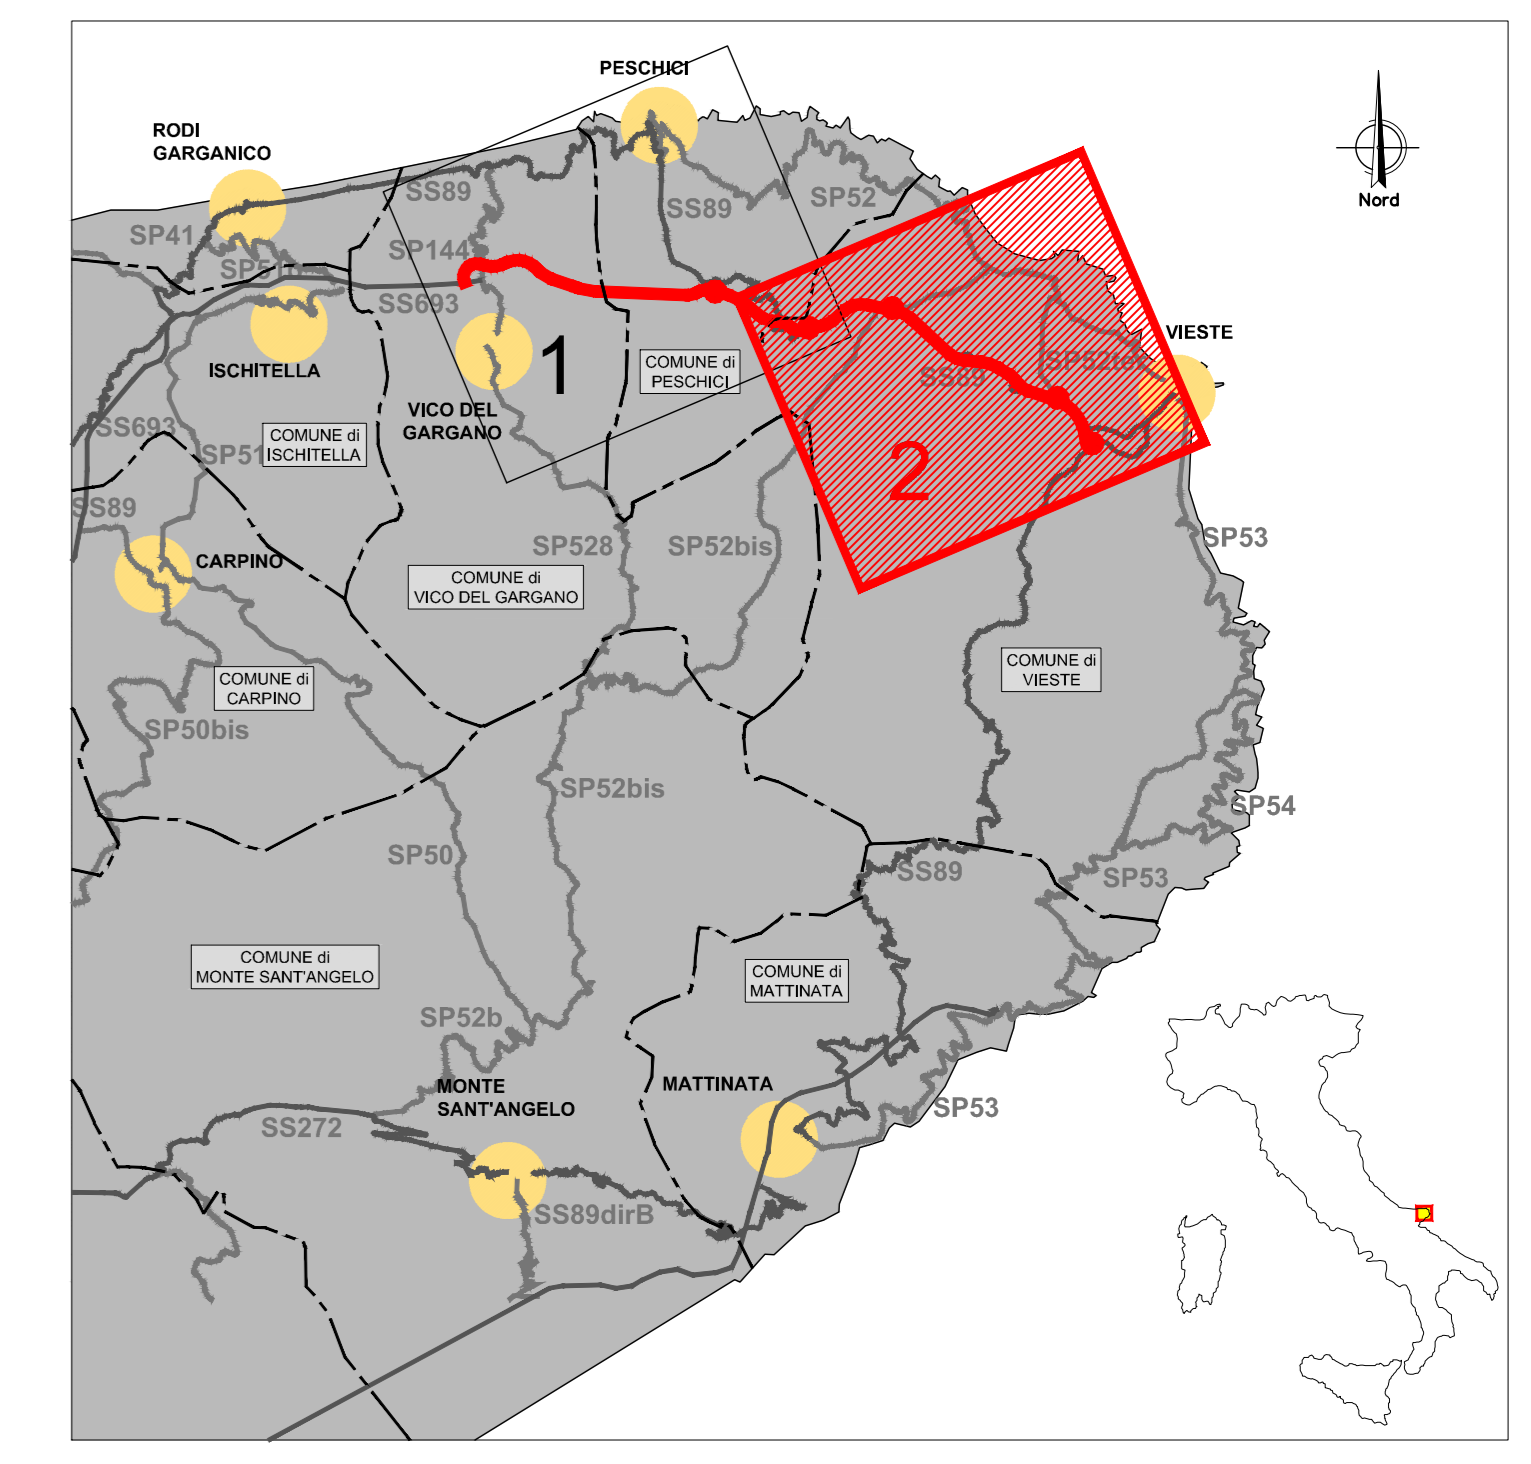 PESCHICI
RODI
GARGANICO
SS89
SS89
SP52
Nord
SP41
SP144
SP51b
SS693
VIESTE
1
COMUNE di
PESCHICI
SS89
SP52ter
ISCHITELLA
VICO DEL
GARGANO
SS693
COMUNE di
ISCHITELLA
SP51
2
SS89
SP528
SP52bis
SP53
CARPINO
COMUNE di
VICO DEL GARGANO
COMUNE di
CARPINO
COMUNE di
VIESTE
SP50bis
SP52bis
SP54
SP50
SS89
SP53
COMUNE di
MONTE SANT'ANGELO
COMUNE di
MATTINATA
SP52b
MONTE
SANT'ANGELO
MATTINATA
SP53
SS272
SS89dirB